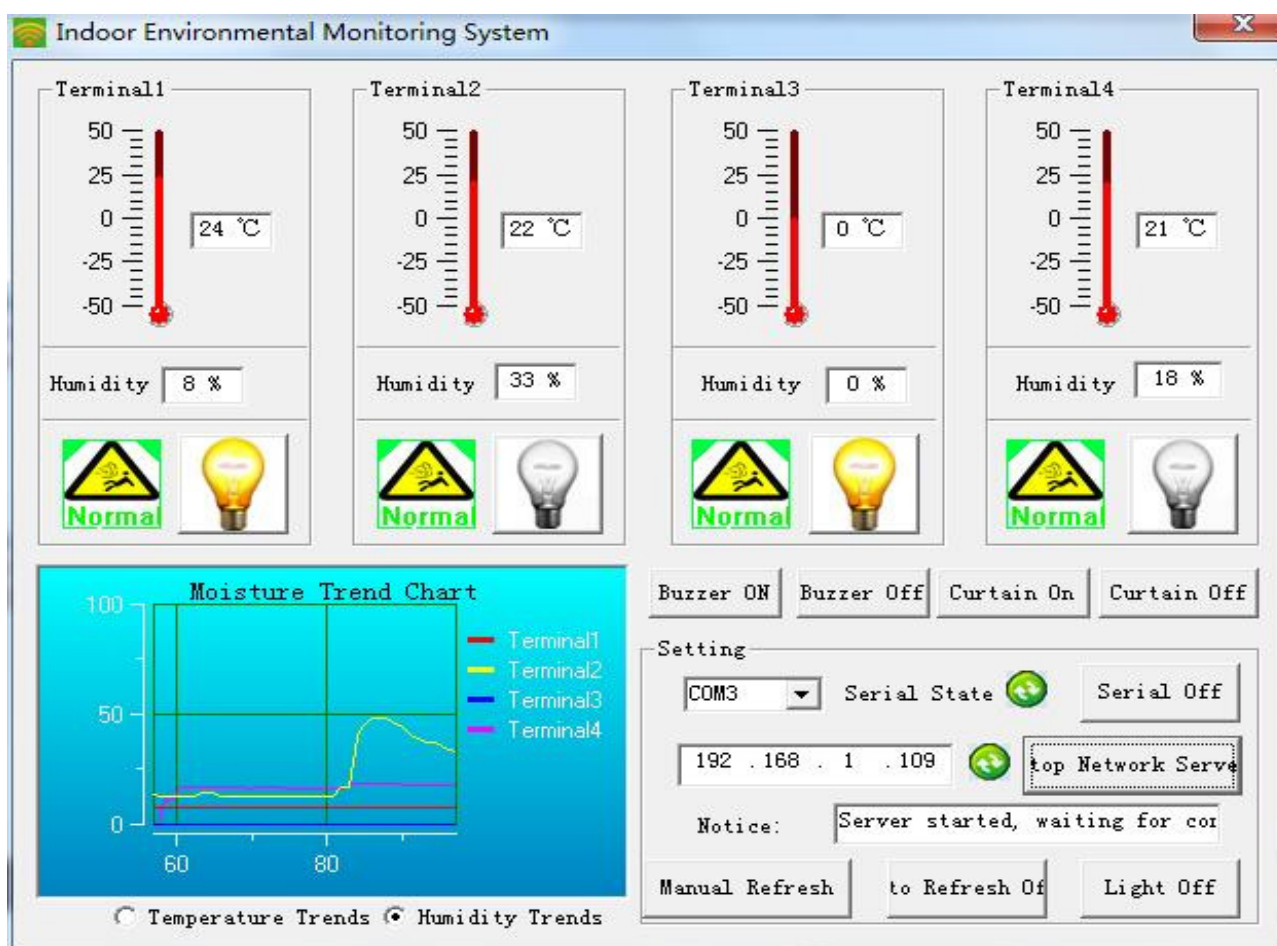 Indoor Environmental Monitoring System
X
Terminal1
50
25
0
-25
-50
24 ℃
Humidity 8 %
Normal
Terminal2
50
25
0
-25
-50
22 ℃
Humidity 33 %
Normal
Terminal3
50
25
0
-25
-50
0 ℃
Humidity 0 %
Normal
Terminal4
50
25
0
-25
-50
21 ℃
Humidity 18 %
Normal
Moisture Trend Chart
100
50
0
60 80
Terminal1
Terminal2
Terminal3
Terminal4
Temperature Trends Humidity Trends
Buzzer ON Buzzer Off Curtain On Curtain Off
Setting
COM3 Serial State Serial Off
192 .168 . 1 .109 top Network Serve
Notice: Server started, waiting for cor
Manual Refresh to Refresh Of Light Off